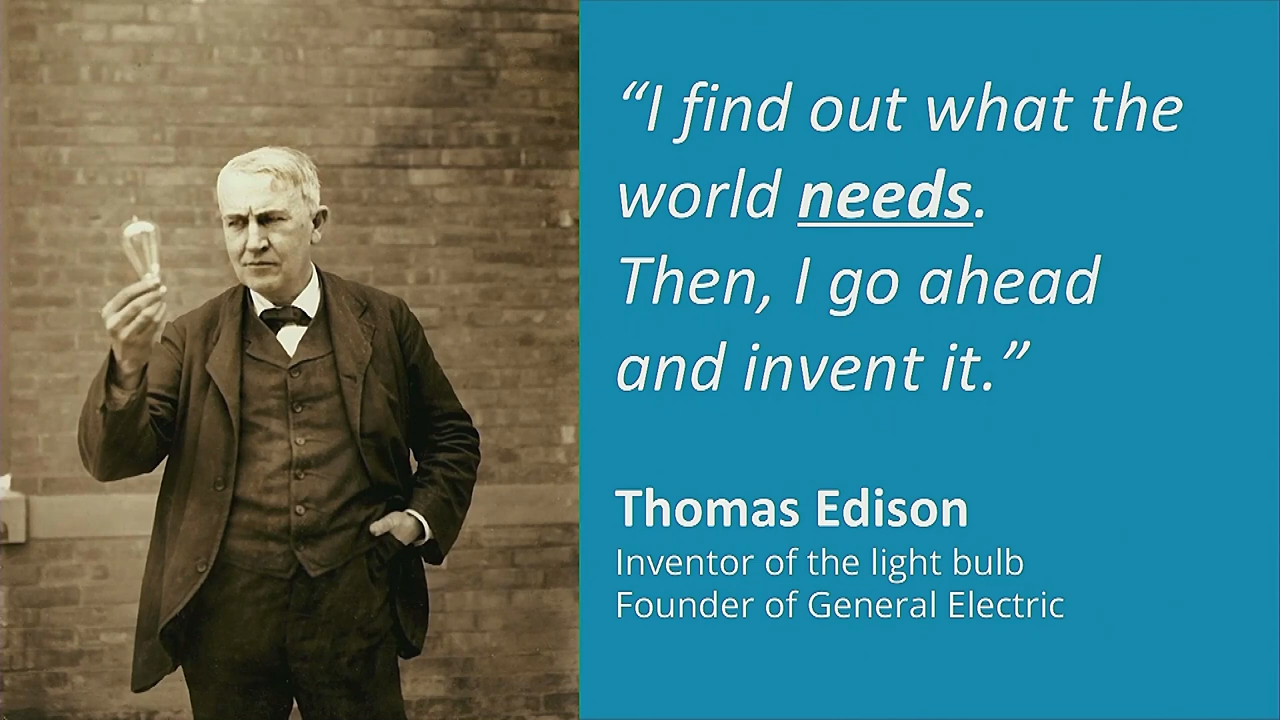 “I find out what the
world needs.
Then, I go ahead
and invent it.”
Thomas Edison
Inventor of the light bulb
Founder of General Electric